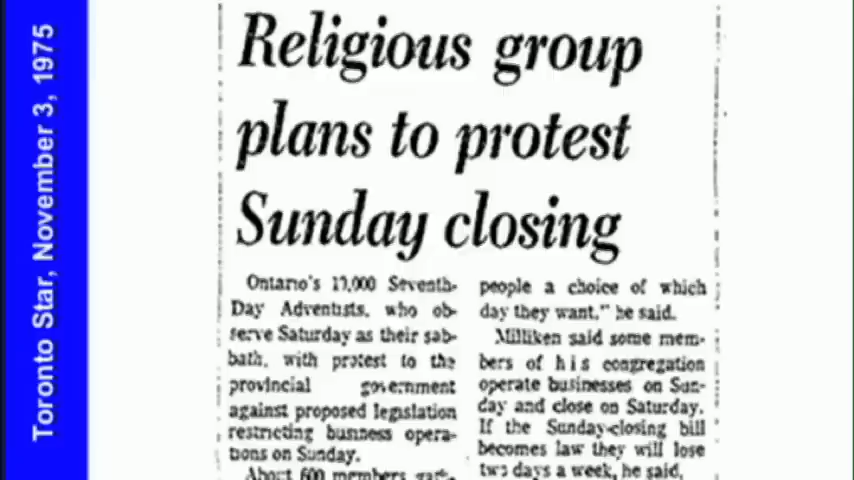 Toronto Star, November 3, 1975
Religious group
plans to protest
Sunday closing
Ontario's Seventh-
Day Adventists, who ob-
serve Saturday as their sab-
bath, with protest to the
provincial government
against proposed legislation
restricting business opera-
tions on Sunday.
About 600 members
people a choice of which
day they want," he said.
Milliken said some mem-
bers of his congregation
operate businesses on Sun-
day and close on Saturday.
If the Sunday-closing bill
becomes law they will lose
two days a week, he said.